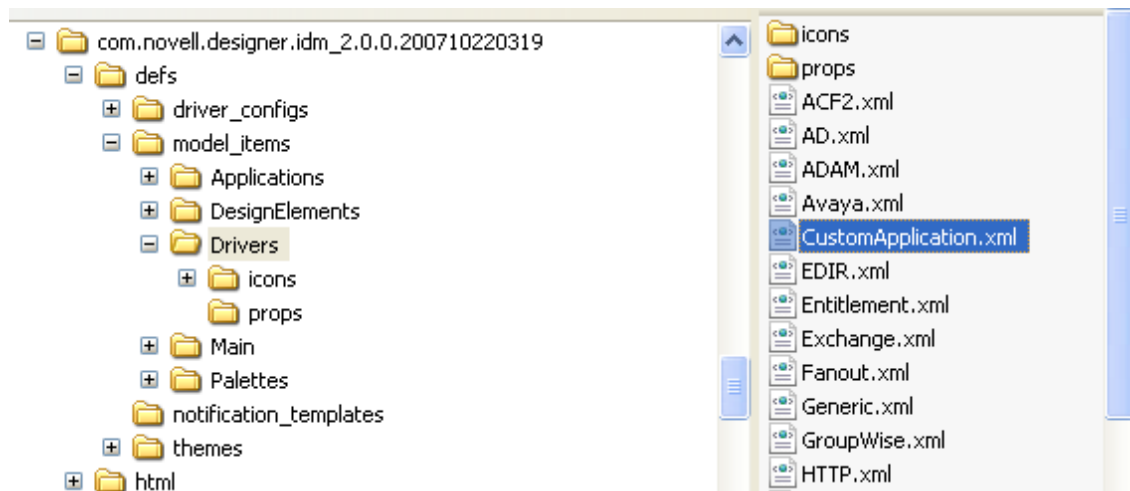 com.novell.designer.idm_2.0.0.200710220319
defs
driver_configs
model_items
Applications
DesignElements
Drivers
icons
props
Main
Palettes
notification_templates
themes
html
icons
props
ACF2.xml
AD.xml
ADAM.xml
Avaya.xml
CustomApplication.xml
EDIR.xml
Entitlement.xml
Exchange.xml
Fanout.xml
Generic.xml
GroupWise.xml
HTTP.xml